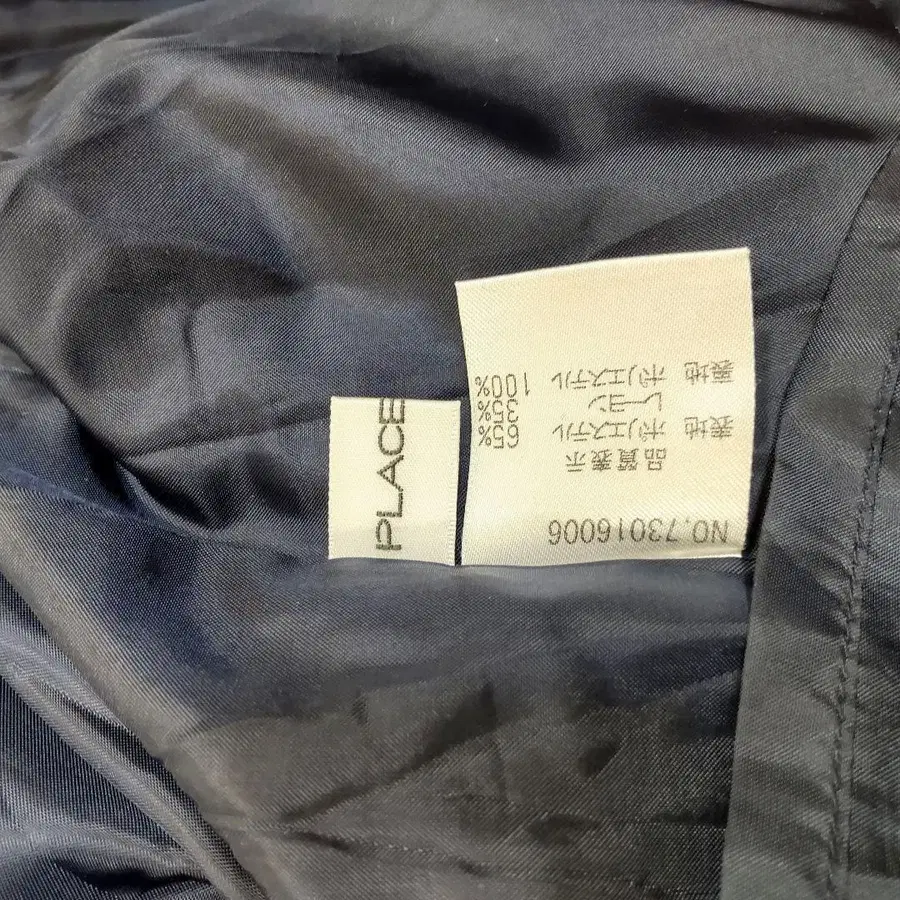 NO,73016006
品質表示
表地 ポリエステル 65%
レーヨン 35%
裏地 ポリエステル 100%
PLACE